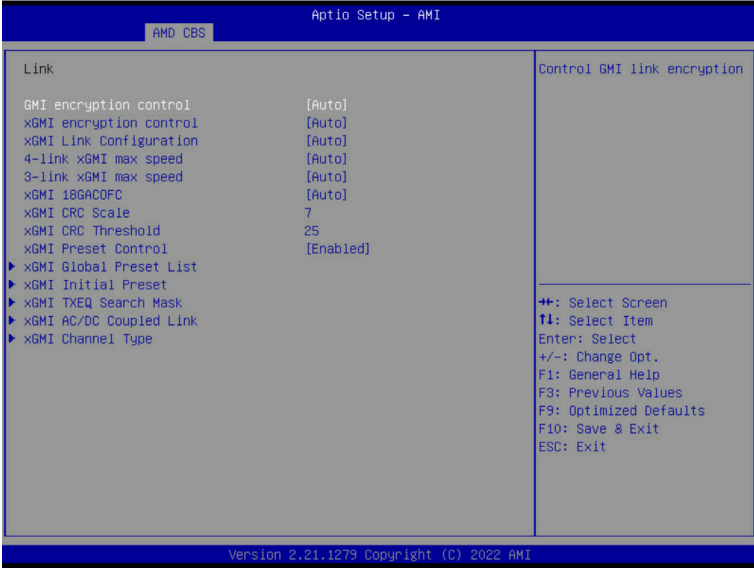 Aptio Setup – AMI
AMD CBS
Link
GMI encryption control [Auto]
xGMI encryption control [Auto]
xGMI Link Configuration [Auto]
4-link xGMI max speed [Auto]
3-link xGMI max speed [Auto]
xGMI 18GACOFC [Auto]
xGMI CRC Scale 7
xGMI CRC Threshold 25
xGMI Preset Control [Enabled]
xGMI Global Preset List
xGMI Initial Preset
xGMI TXEQ Search Mask
xGMI AC/DC Coupled Link
xGMI Channel Type
Control GMI link encryption
→←: Select Screen
↑↓: Select Item
Enter: Select
+/-: Change Opt.
F1: General Help
F3: Previous Values
F9: Optimized Defaults
F10: Save & Exit
ESC: Exit
Version 2.21.1279 Copyright (C) 2022 AMI